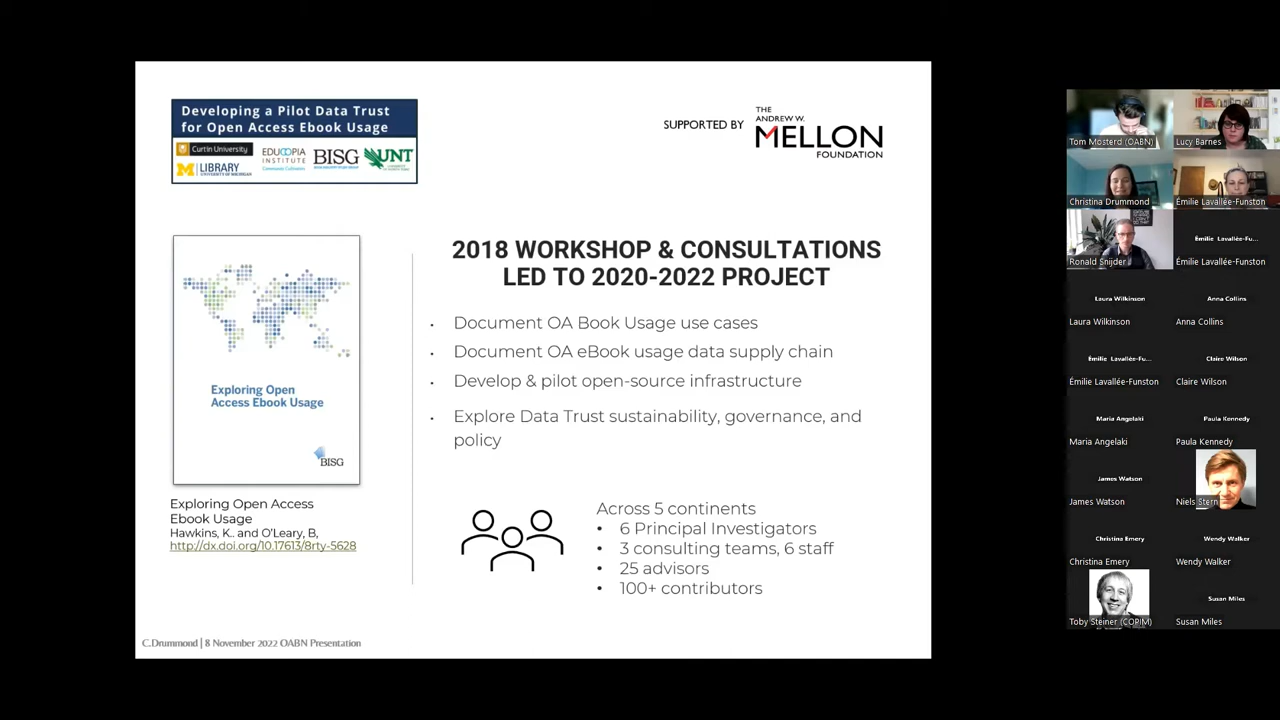 Developing a Pilot Data Trust
for Open Access Ebook Usage
Curtin University
EDUCOPIA
INSTITUTE
BISG
UNT
LIBRARY
SUPPORTED BY
THE
ANDREW W.
MELLON
FOUNDATION
Exploring Open
Access Ebook Usage
BISG
Exploring Open Access
Ebook Usage
Hawkins, K.. and O'Leary, B,
http://dx.doi.org/10.17613/8rty-5628
2018 WORKSHOP & CONSULTATIONS
LED TO 2020-2022 PROJECT
• Document OA Book Usage use cases
• Document OA eBook usage data supply chain
• Develop & pilot open-source infrastructure
• Explore Data Trust sustainability, governance, and
policy
Across 5 continents
• 6 Principal Investigators
• 3 consulting teams, 6 staff
• 25 advisors
• 100+ contributors
C.Drummond | 8 November 2022 OABN Presentation
Tom Mosterd (OABN)
Lucy Barnes
Christina Drummond
Émilie Lavallée-Funston
Ronald Snijder
Émilie Lavallée-Fu...
Émilie Lavallée-Funston
Laura Wilkinson
Laura Wilkinson
Anna Collins
Anna Collins
Émilie Lavallée-Fu...
Émilie Lavallée-Funston
Claire Wilson
Claire Wilson
Maria Angelaki
Maria Angelaki
Paula Kennedy
Paula Kennedy
James Watson
James Watson
Niels Stern
Christina Emery
Christina Emery
Wendy Walker
Wendy Walker
Toby Steiner (COPIM)
Susan Miles
Susan Miles